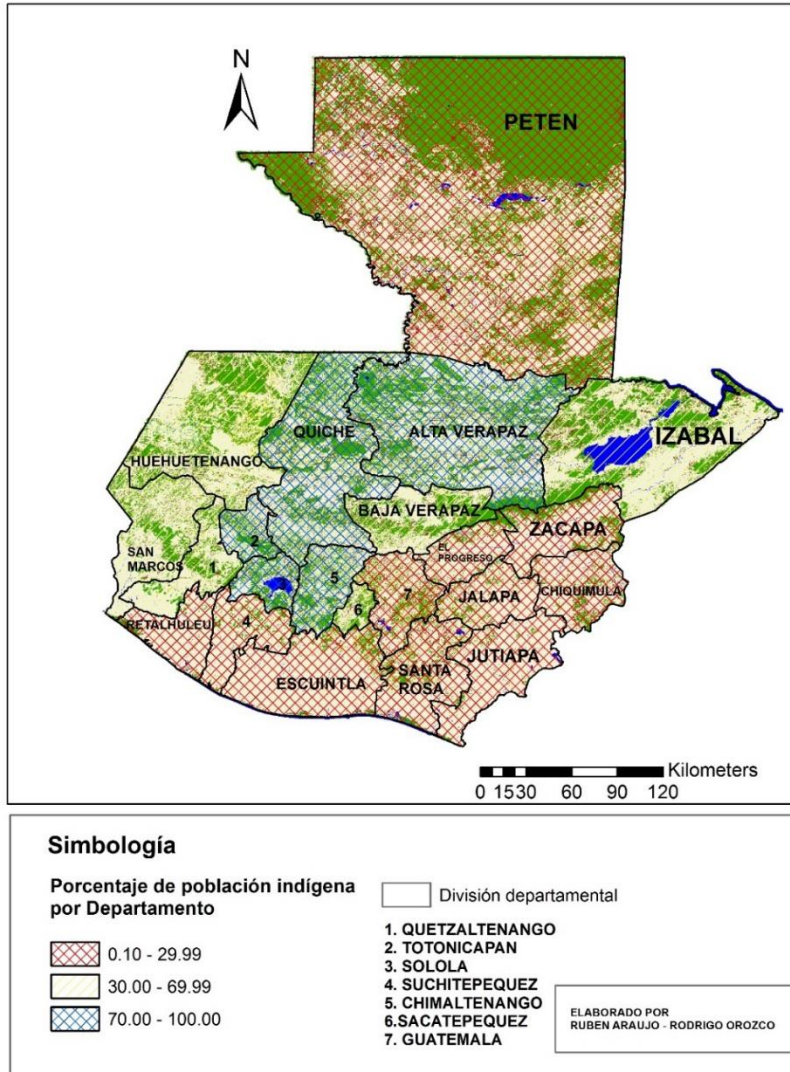 N
PETEN
QUICHE
ALTA VERAPAZ
IZABAL
HUEHUETENANGO
BAJA VERAPAZ
ZACAPA
EL
PROGRESO
SAN
MARCOS
1
2
3
5
6
7
JALAPA
CHIQUIMULA
RETALHULEU
4
JUTIAPA
ESCUINTLA
SANTA
ROSA
Kilometers
0 15 30 60 90 120
Simbología
Porcentaje de población indígena
por Departamento
0.10 - 29.99
30.00 - 69.99
70.00 - 100.00
División departamental
1. QUETZALTENANGO
2. TOTONICAPAN
3. SOLOLA
4. SUCHITEPEQUEZ
5. CHIMALTENANGO
6.SACATEPEQUEZ
7. GUATEMALA
ELABORADO POR
RUBEN ARAUJO - RODRIGO OROZCO